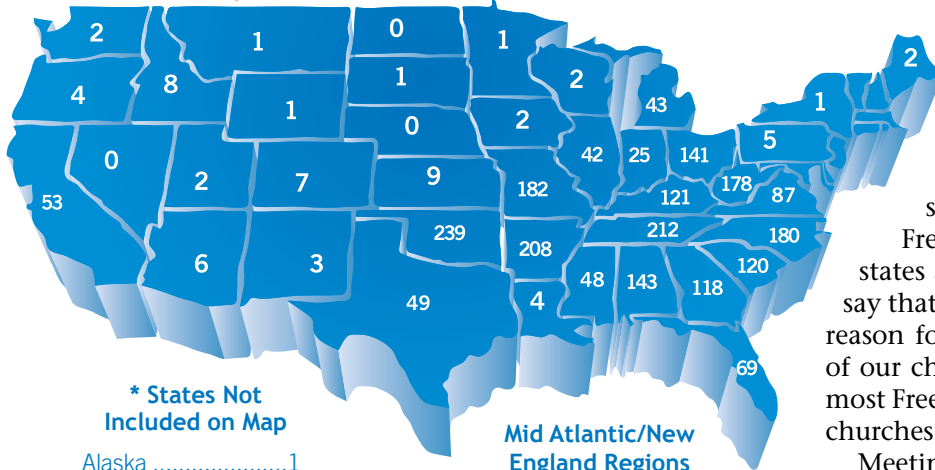 2
1
0
1
2
4
8
1
1
2
2
43
1
5
53
0
2
7
0
9
182
42
25
141
121
178
87
6
3
239
208
212
180
49
4
48
143
118
120
69
* States Not
Included on Map
Alaska .....................1
Mid Atlantic/New
England Regions
s
Fre
states
say that
reason fo
of our ch
most Free
churches
Meetin